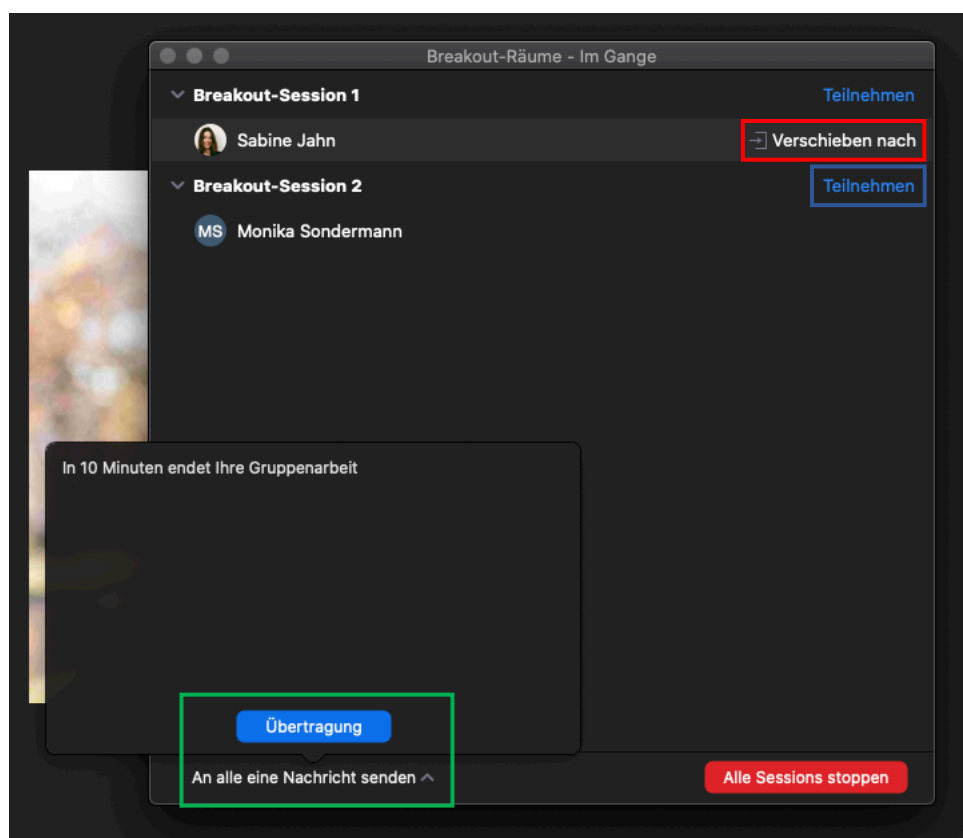 Breakout-Räume - Im Gange
Breakout-Session 1 Teilnehmen
Sabine Jahn Verschieben nach
Breakout-Session 2 Teilnehmen
MS Monika Sondermann
In 10 Minuten endet Ihre Gruppenarbeit
Übertragung
An alle eine Nachricht senden Alle Sessions stoppen